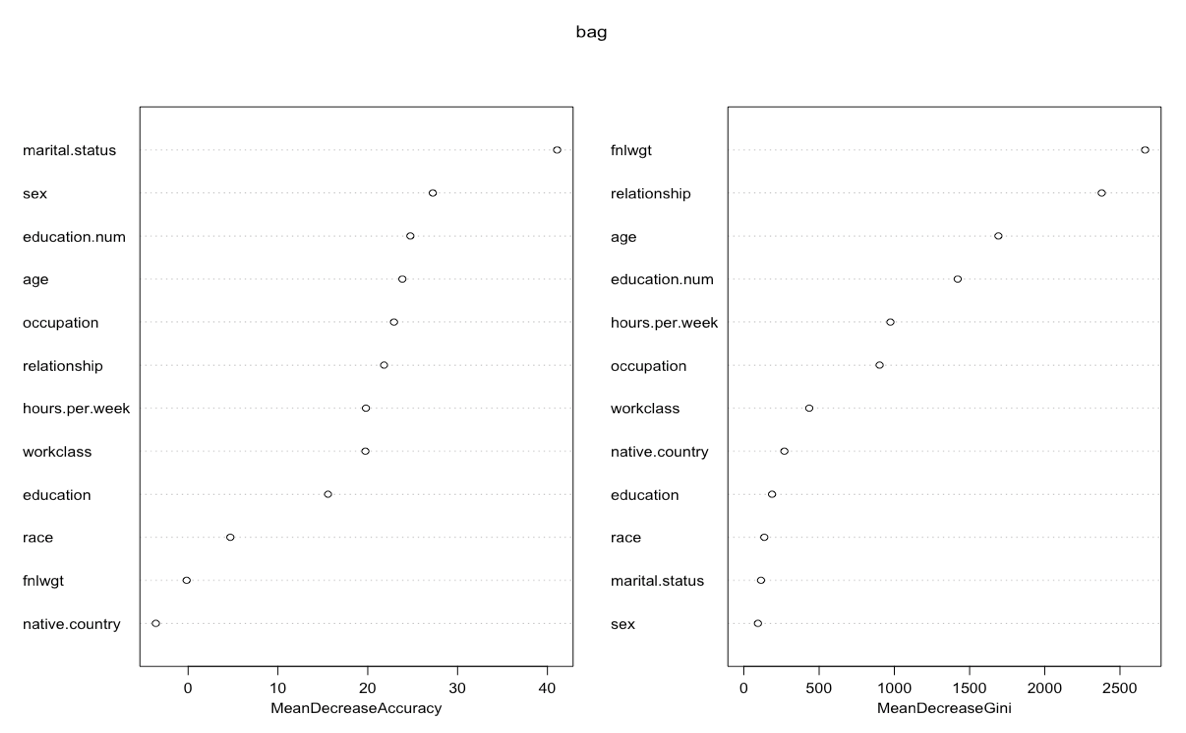 bag
marital.status
sex
education.num
age
occupation
relationship
hours.per.week
workclass
education
race
fnlwgt
native.country
0 10 20 30 40
MeanDecreaseAccuracy
fnlwgt
relationship
age
education.num
hours.per.week
occupation
workclass
native.country
education
race
marital.status
sex
0 500 1000 1500 2000 2500
MeanDecreaseGini